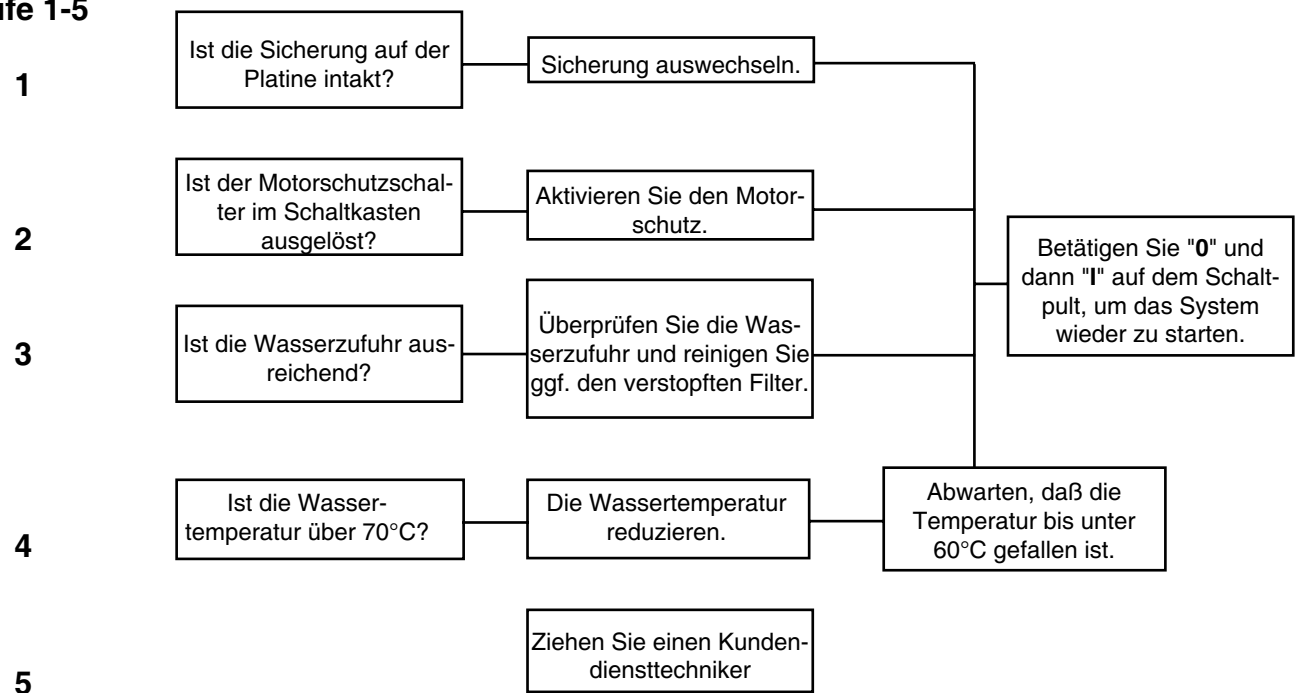 1-5
1
Ist die Sicherung auf der
Platine intakt?
Sicherung auswechseln.
2
Ist der Motorschutzschal-
ter im Schaltkasten
ausgelöst?
Aktivieren Sie den Motor-
schutz.
Betätigen Sie "0" und
dann "I" auf dem Schalt-
pult, um das System
wieder zu starten.
3
Ist die Wasserzufuhr aus-
reichend?
Überprüfen Sie die Was-
serzufuhr und reinigen Sie
ggf. den verstopften Filter.
4
Ist die Wasser-
temperatur über 70°C?
Die Wassertemperatur
reduzieren.
Abwarten, daß die
Temperatur bis unter
60°C gefallen ist.
5
Ziehen Sie einen Kunden-
diensttechniker